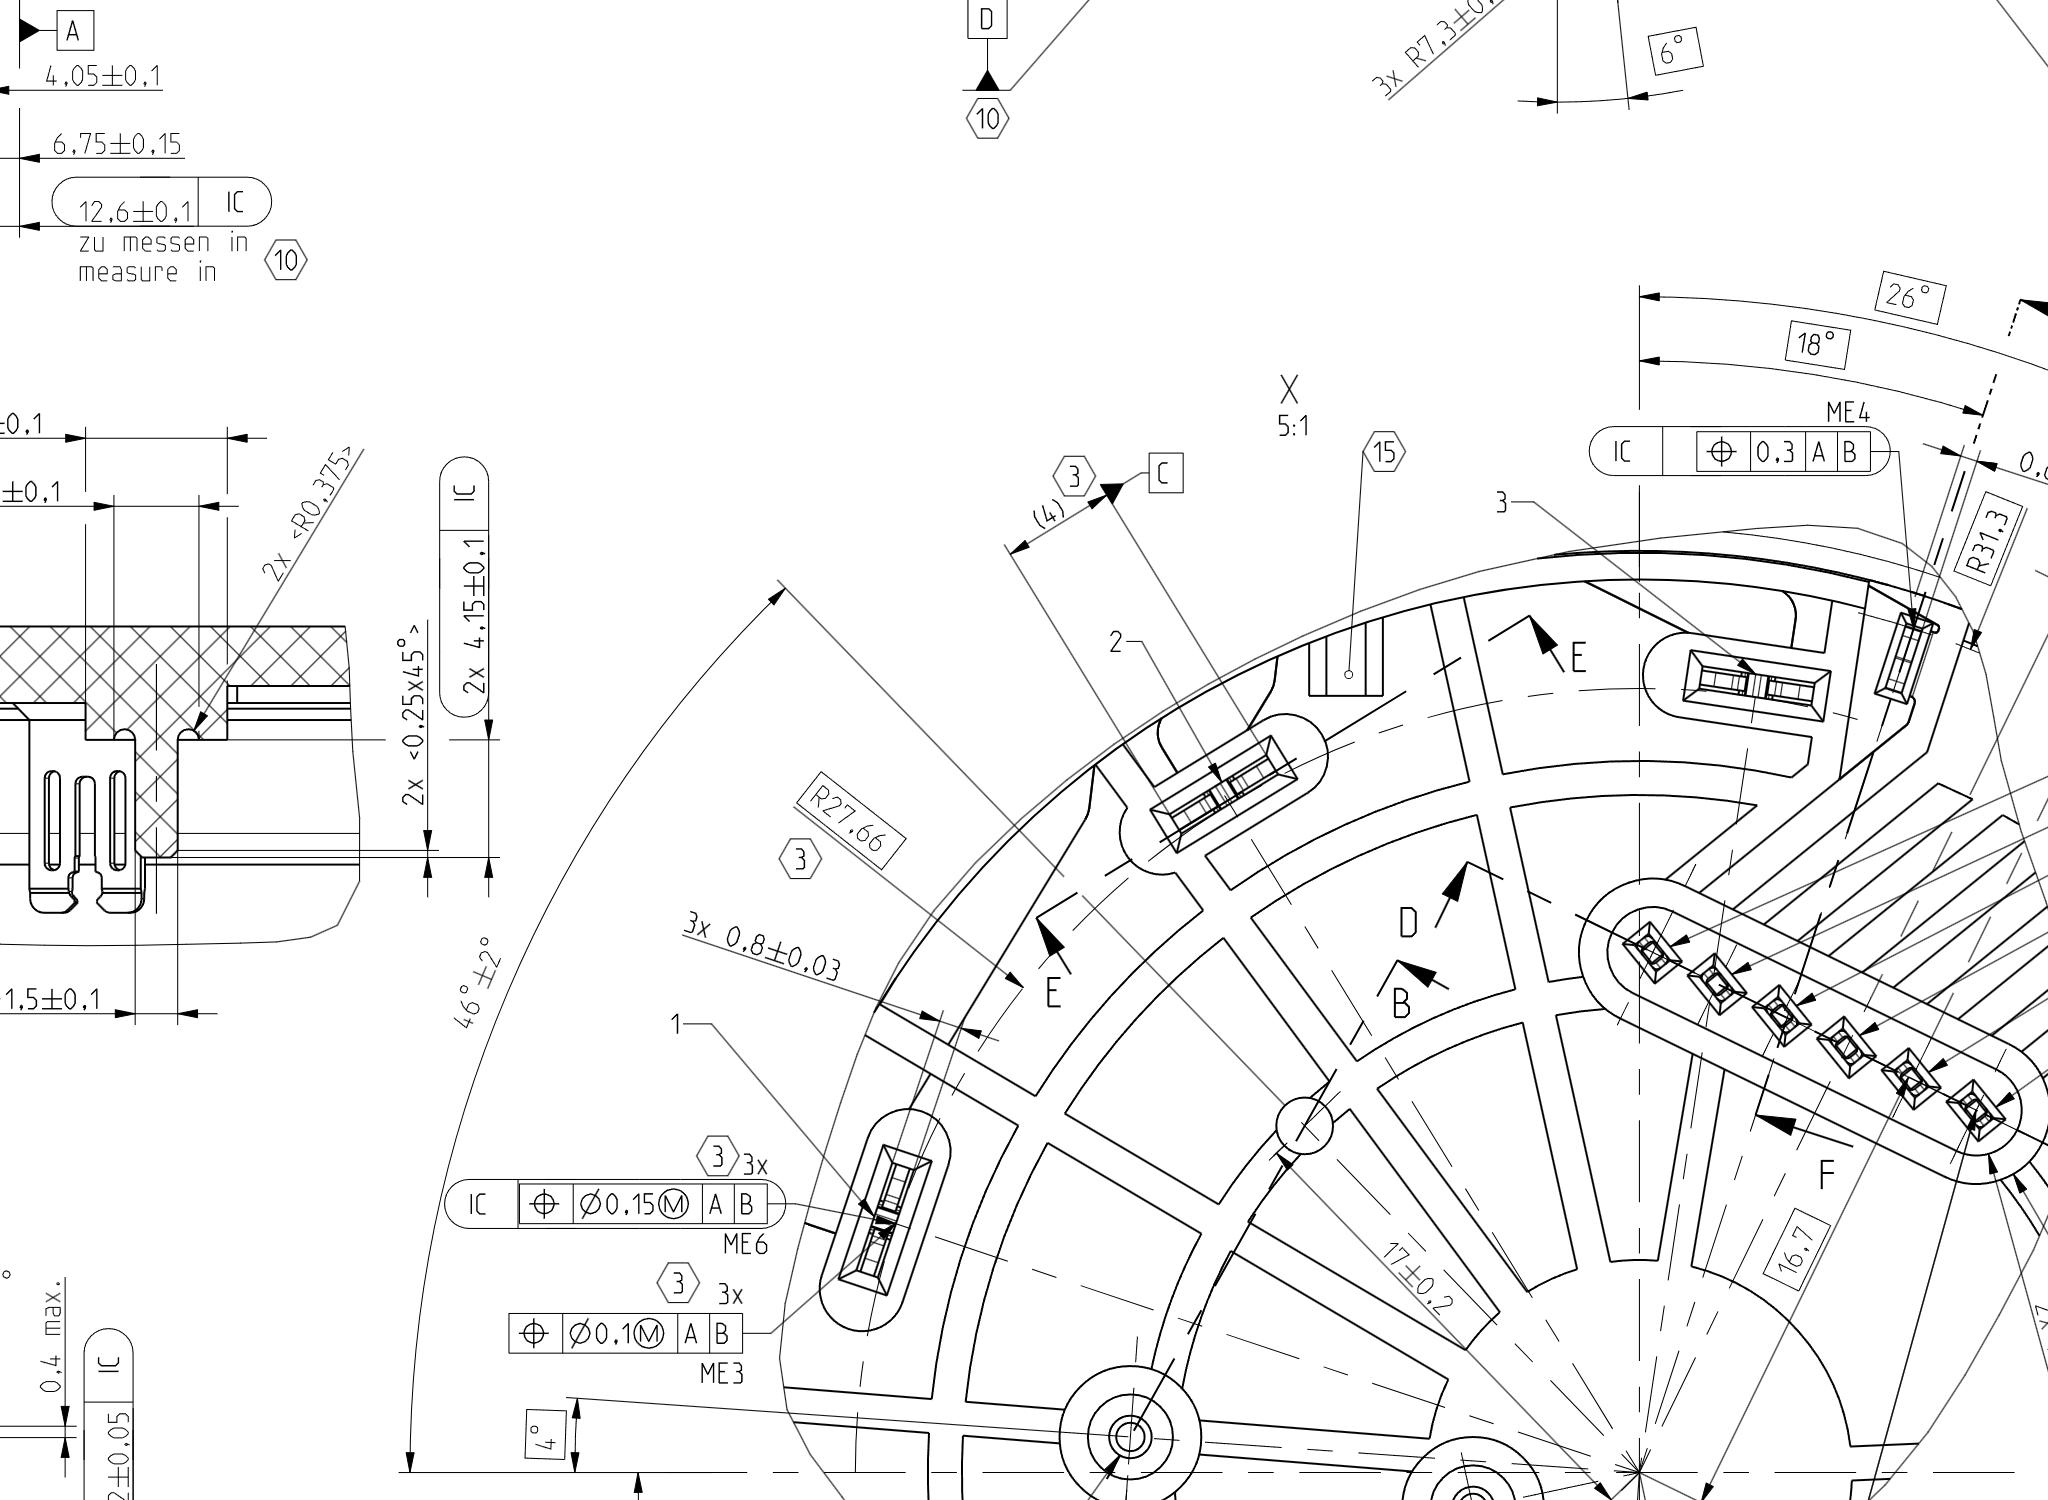 A
4,05±0,1
6,75±0,15
12,6±0,1 IC
zu messen in
measure in
10
D
10
3x R7,3±0,
6°
X
5:1
26°
18°
ME4
IC ⌖ 0,3 A B
0,
R31,3
±0,1
±0,1
2x <R0,375>
IC
2x 4,15±0,1
2x <0,25x45°>
1,5±0,1
3
C
(4)
15
3
2
E
R27,66
3
3x 0,8±0,03
E
D
B
46°±2°
1
3
3x
IC ⌖ Ø0,15Ⓜ A B
ME6
3
3x
⌖ Ø0,1Ⓜ A B
ME3
F
16,7
17±0,2
4°
°
0,4 max.
IC
2±0,05